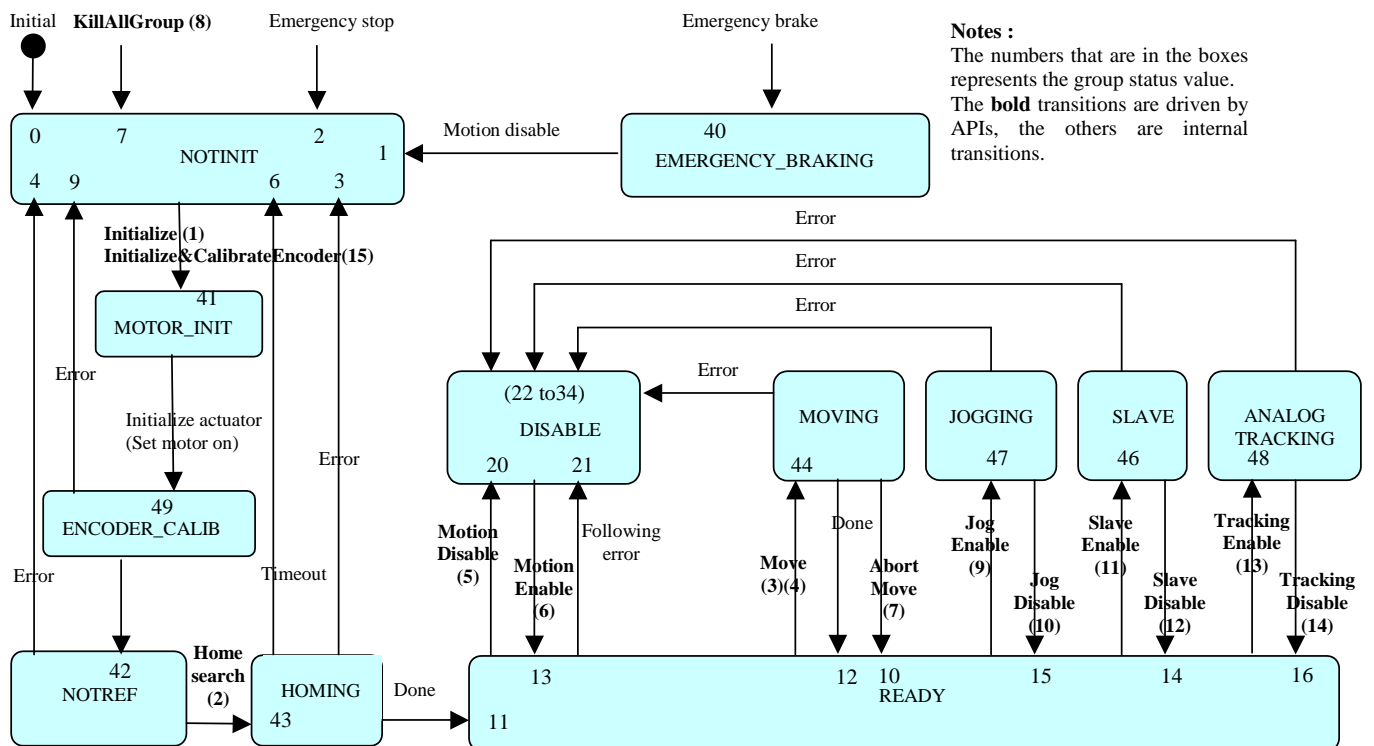 Initial
KillAllGroup (8)
Emergency stop
Emergency brake
Notes :
The numbers that are in the boxes
represents the group status value.
The bold transitions are driven by
APIs, the others are internal
transitions.
0
7
2
1
NOTINIT
4
9
6
3
Motion disable
40
EMERGENCY_BRAKING
Initialize (1)
Initialize&CalibrateEncoder(15)
Error
Error
Error
41
MOTOR_INIT
Error
Initialize actuator
(Set motor on)
Error
49
ENCODER_CALIB
Error
Timeout
(22 to34)
DISABLE
20
21
Error
MOVING
44
JOGGING
47
SLAVE
46
ANALOG
TRACKING
48
Motion
Disable
(5)
Motion
Enable
(6)
Following
error
Move
(3)(4)
Done
Abort
Move
(7)
Jog
Enable
(9)
Jog
Disable
(10)
Slave
Enable
(11)
Slave
Disable
(12)
Tracking
Enable
(13)
Tracking
Disable
(14)
42
NOTREF
Home
search
(2)
HOMING
43
Done
13
12
10
15
14
16
READY
11